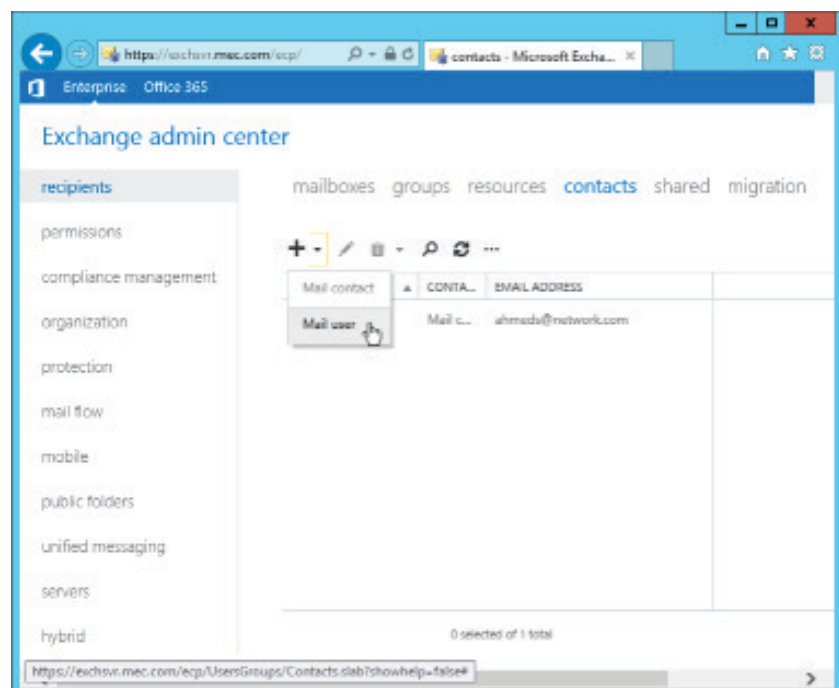 https://exchsvr.mec.com/ecp/
contacts - Microsoft Excha...
Enterprise Office 365
Exchange admin center
recipients
permissions
compliance management
organization
protection
mail flow
mobile
public folders
unified messaging
servers
hybrid
mailboxes groups resources contacts shared migration
Mail contact
Mail user
CONTA... EMAIL ADDRESS
Mail c... ahmeds@network.com
0 selected of 1 total
https://exchsvr.mec.com/ecp/UsersGroups/Contacts.slab?showhelp=false#